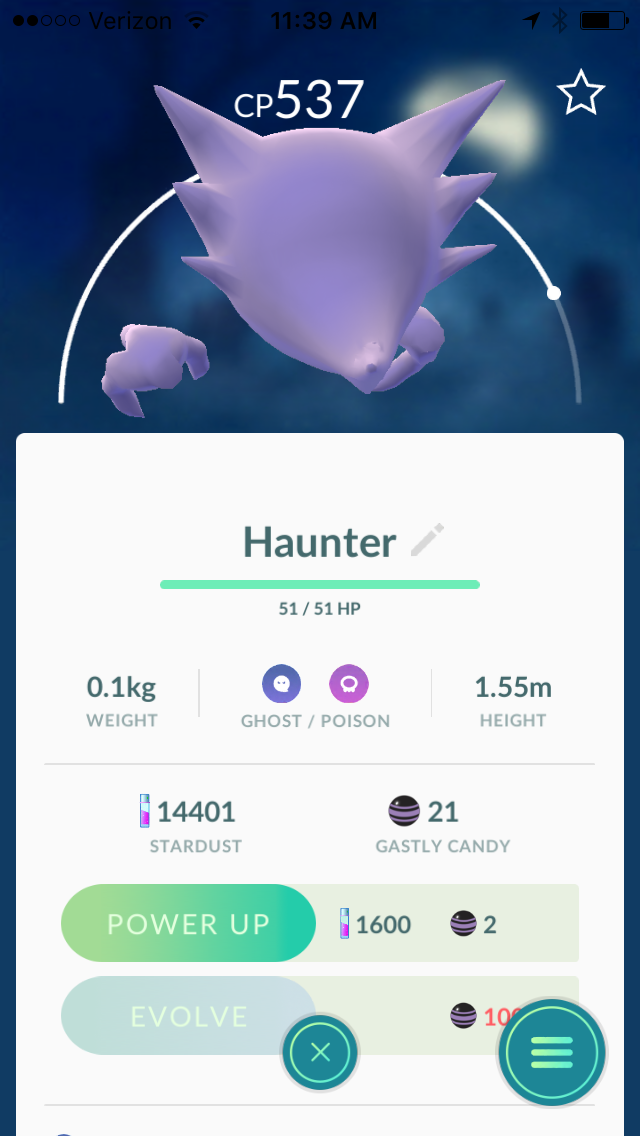 Verizon 11:39 AM
CP537
Haunter
51 / 51 HP
0.1kg 1.55m
WEIGHT GHOST / POISON HEIGHT
14401 21
STARDUST GASTLY CANDY
POWER UP 1600 2
EVOLVE